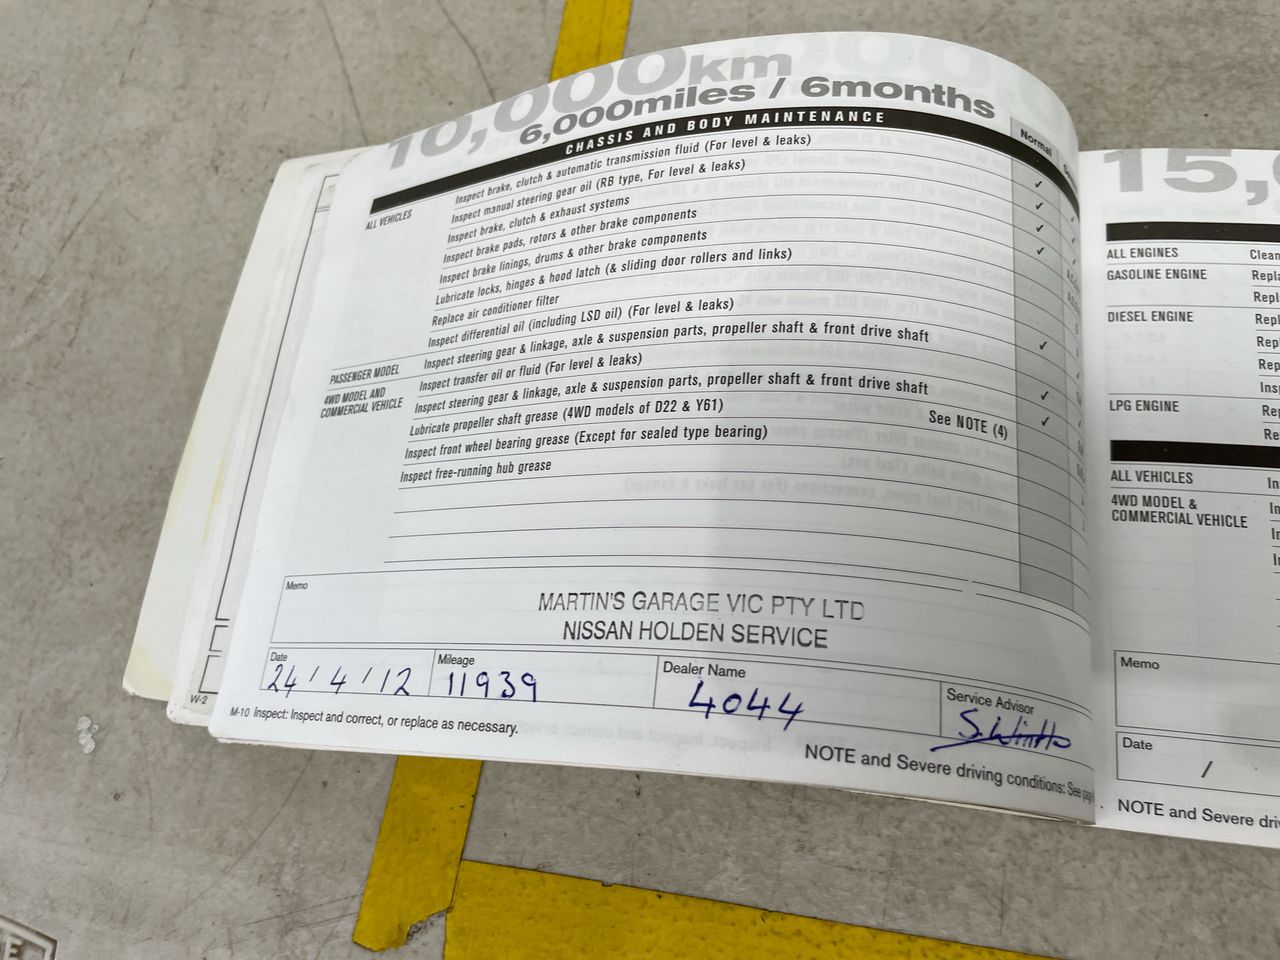 10,000km
6,000miles / 6months
CHASSIS AND BODY MAINTENANCE
Normal
ALL VEHICLES
Inspect brake, clutch & automatic transmission fluid (For level & leaks) ✓
Inspect manual steering gear oil (RB type, For level & leaks) ✓
Inspect brake, clutch & exhaust systems ✓
Inspect brake pads, rotors & other brake components ✓
Inspect brake linings, drums & other brake components
Lubricate locks, hinges & hood latch (& sliding door rollers and links)
Replace air conditioner filter
Inspect differential oil (including LSD oil) (For level & leaks) ✓
PASSENGER MODEL
Inspect steering gear & linkage, axle & suspension parts, propeller shaft & front drive shaft
4WD MODEL AND
COMMERCIAL VEHICLE
Inspect transfer oil or fluid (For level & leaks) ✓
Inspect steering gear & linkage, axle & suspension parts, propeller shaft & front drive shaft ✓
Lubricate propeller shaft grease (4WD models of D22 & Y61) See NOTE (4)
Inspect front wheel bearing grease (Except for sealed type bearing)
Inspect free-running hub grease
Memo
MARTIN'S GARAGE VIC PTY LTD
NISSAN HOLDEN SERVICE
Date 24/4/12
Mileage 11939
Dealer Name 4044
Service Advisor
M-10 Inspect: Inspect and correct, or replace as necessary.
NOTE and Severe driving conditions: See
W-2
15,
ALL ENGINES
GASOLINE ENGINE
DIESEL ENGINE
LPG ENGINE
ALL VEHICLES
4WD MODEL &
COMMERCIAL VEHICLE
Memo
Date /
NOTE and Severe